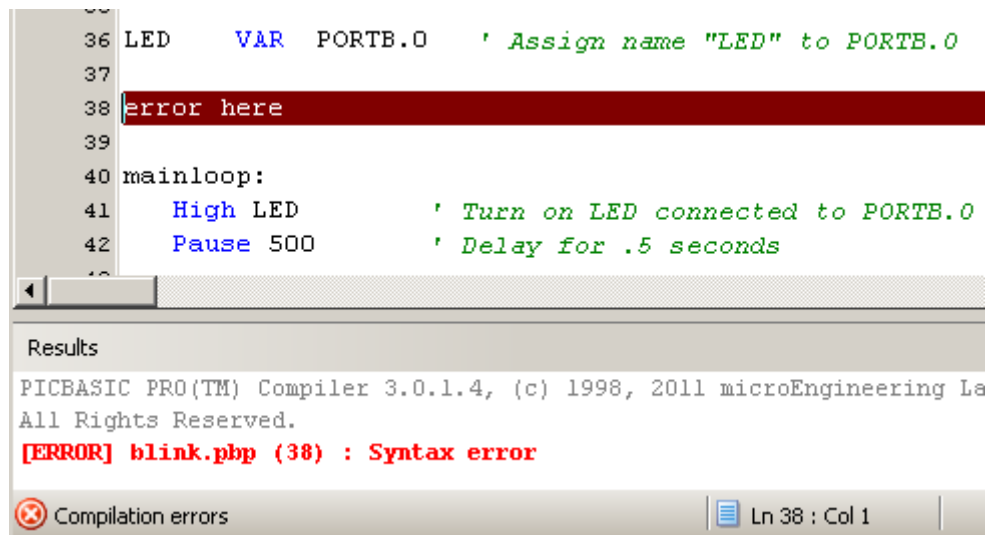 36 LED VAR PORTB.0 ' Assign name "LED" to PORTB.0
37
38 error here
39
40 mainloop:
41 High LED ' Turn on LED connected to PORTB.0
42 Pause 500 ' Delay for .5 seconds
Results
PICBASIC PRO(TM) Compiler 3.0.1.4, (c) 1998, 2011 microEngineering La
All Rights Reserved.
[ERROR] blink.pbp (38) : Syntax error
Compilation errors Ln 38 : Col 1